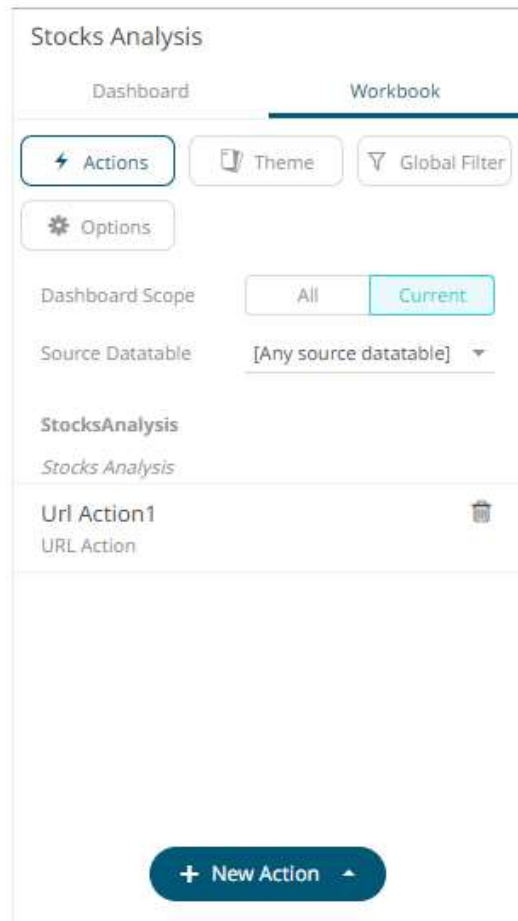 Stocks Analysis
Dashboard Workbook
Actions Theme Global Filter
Options
Dashboard Scope All Current
Source Datatable [Any source datatable]
StocksAnalysis
Stocks Analysis
Url Action1
URL Action
+ New Action